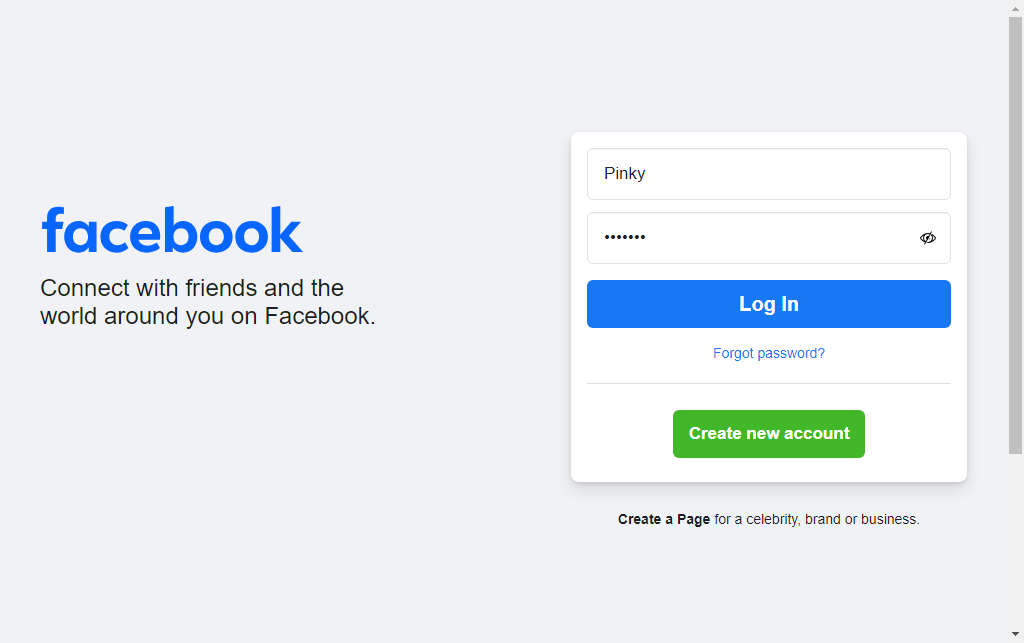 facebook
Connect with friends and the
world around you on Facebook.
Pinky
•••••••
Log In
Forgot password?
Create new account
Create a Page for a celebrity, brand or business.